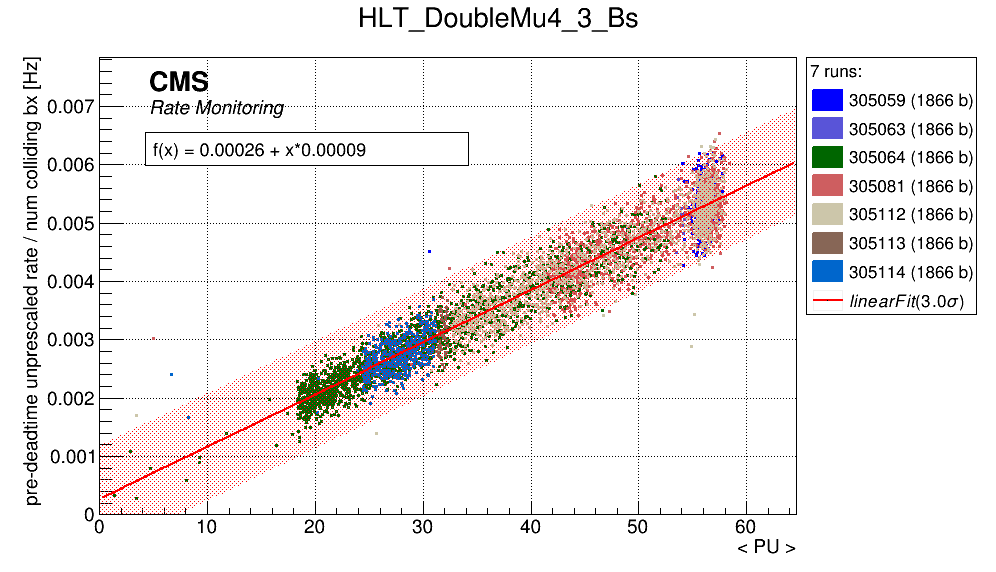 HLT_DoubleMu4_3_Bs
pre-deadtime unprescaled rate / num colliding bx [Hz]
CMS
Rate Monitoring
f(x) = 0.00026 + x*0.00009
0.007
0.006
0.005
0.004
0.003
0.002
0.001
0
0 10 20 30 40 50 60
< PU >
7 runs:
305059 (1866 b)
305063 (1866 b)
305064 (1866 b)
305081 (1866 b)
305112 (1866 b)
305113 (1866 b)
305114 (1866 b)
linearFit(3.0σ)